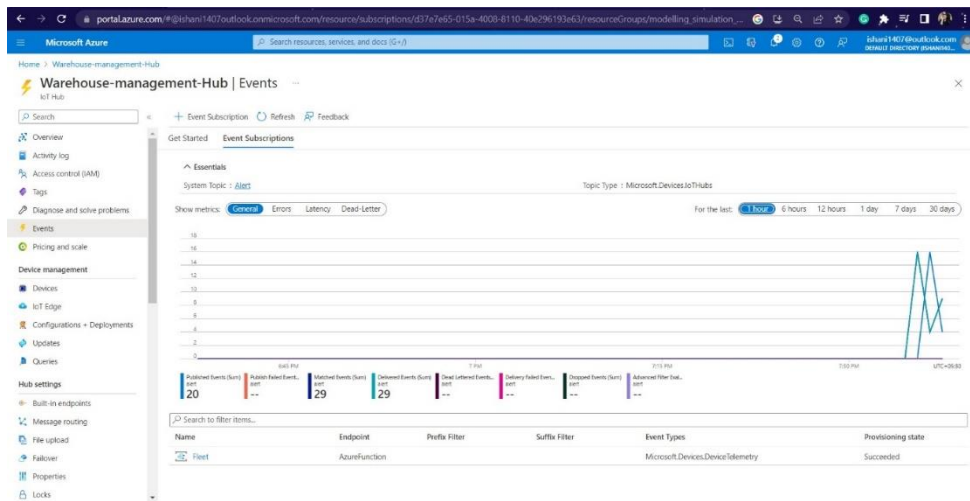 portal.azure.com/#@ishani1407outlook.onmicrosoft.com/resource/subscriptions/d37e7e65-015a-4008-8110-40e296193e63/resourceGroups/modelling_simulation_...
Microsoft Azure
Search resources, services, and docs (G+/)
ishani1407@outlook.com
Home > Warehouse-management-Hub
Warehouse-management-Hub | Events ...
IoT Hub
Search
+ Event Subscription Refresh Feedback
Overview
Get Started Event Subscriptions
Activity log
Access control (IAM)
Essentials
Tags
System Topic : Alert Topic Type : Microsoft.Devices.IoTHubs
Diagnose and solve problems
Show metrics: General Errors Latency Dead-Letter For the last: 1 hour 6 hours 12 hours 1 day 7 days 30 days
Events
Pricing and scale
Device management
Devices
IoT Edge
Configurations + Deployments
Updates
Queries
Hub settings
Built-in endpoints
Message routing
File upload
Failover
Properties
Locks
18
16
14
12
10
8
6
4
2
0
6:45 PM 7 PM 7:15 PM 7:30 PM
Published Events (Sum) Publish Failed Event... Matched Events (Sum) Delivered Events (Sum) Dead Lettered Events... Delivery Failed Even... Dropped Events (Sum) Advanced Filter Eval...
alert alert alert alert alert alert alert alert
20 -- 29 29 -- -- -- --
Search to filter items...
Name Endpoint Prefix Filter Suffix Filter Event Types Provisioning state
Fleet AzureFunction Microsoft.Devices.DeviceTelemetry Succeeded